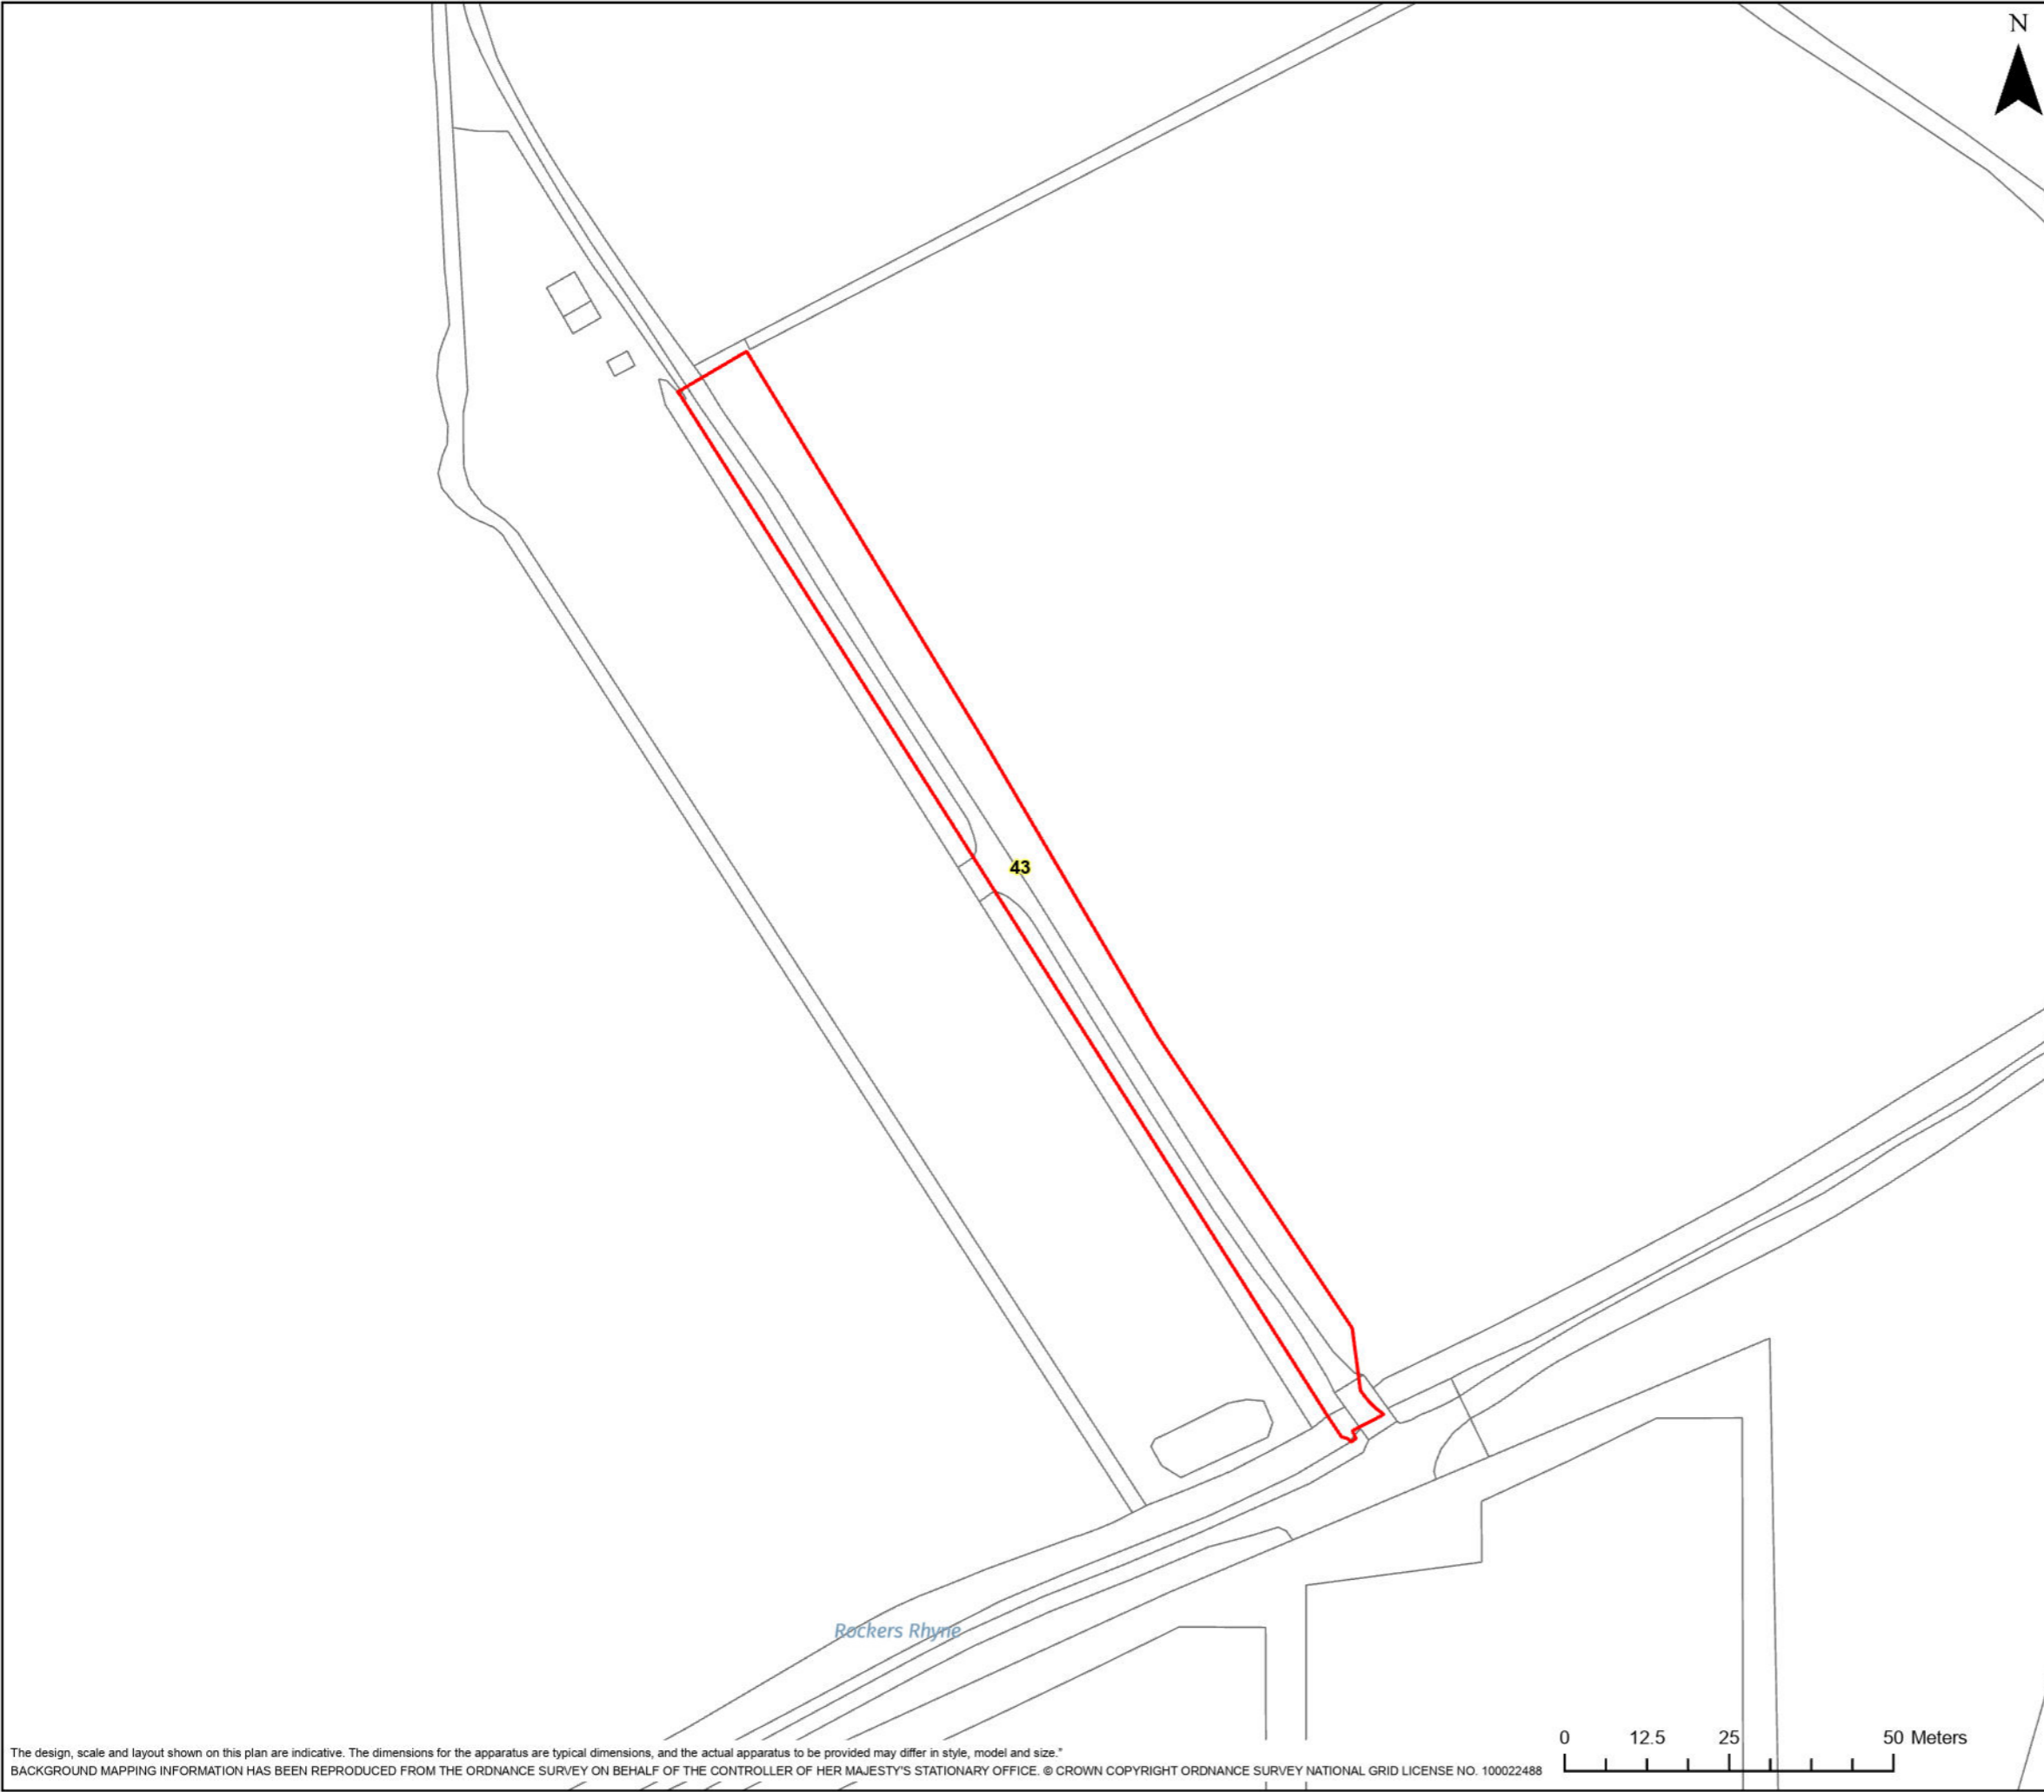 N
43
Rockers Rhyne
0 12.5 25 50 Meters
The design, scale and layout shown on this plan are indicative. The dimensions for the apparatus are typical dimensions, and the actual apparatus to be provided may differ in style, model and size."
BACKGROUND MAPPING INFORMATION HAS BEEN REPRODUCED FROM THE ORDNANCE SURVEY ON BEHALF OF THE CONTROLLER OF HER MAJESTY'S STATIONARY OFFICE. © CROWN COPYRIGHT ORDNANCE SURVEY NATIONAL GRID LICENSE NO. 100022488